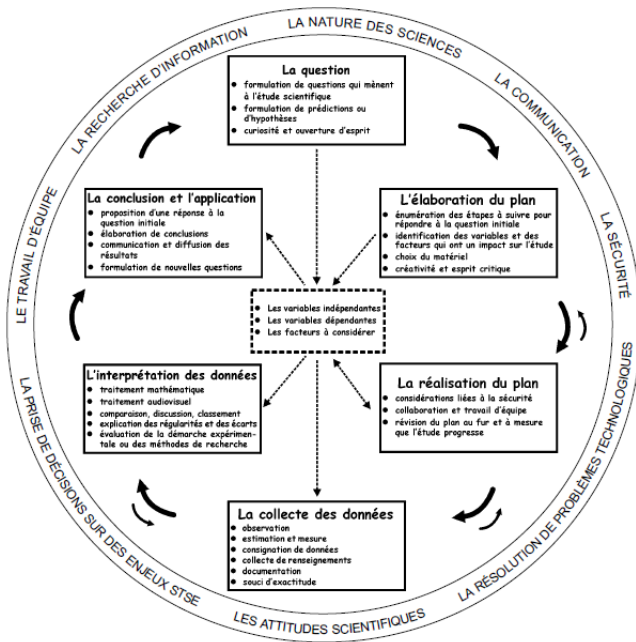 LA NATURE DES SCIENCES
LA COMMUNICATION
LA SÉCURITÉ
LA RÉSOLUTION DE PROBLÈMES TECHNOLOGIQUES
LES ATTITUDES SCIENTIFIQUES
LA PRISE DE DÉCISIONS SUR DES ENJEUX STSE
LE TRAVAIL D'ÉQUIPE
LA RECHERCHE D'INFORMATION
La question
• formulation de questions qui mènent
à l'étude scientifique
• formulation de prédictions ou
d'hypothèses
• curiosité et ouverture d'esprit
L'élaboration du plan
• énumération des étapes à suivre pour
répondre à la question initiale
• identification des variables et des
facteurs qui ont un impact sur l'étude
• choix du matériel
• créativité et esprit critique
La réalisation du plan
• considérations liées à la sécurité
• collaboration et travail d'équipe
• révision du plan au fur et à mesure
que l'étude progresse
La collecte des données
• observation
• estimation et mesure
• consignation de données
• collecte de renseignements
• documentation
• souci d'exactitude
L'interprétation des données
• traitement mathématique
• traitement audiovisuel
• comparaison, discussion, classement
• explication des régularités et des écarts
• évaluation de la démarche expérimen-
tale ou des méthodes de recherche
La conclusion et l'application
• proposition d'une réponse à la
question initiale
• élaboration de conclusions
• communication et diffusion des
résultats
• formulation de nouvelles questions
• Les variables indépendantes
• Les variables dépendantes
• Les facteurs à considérer